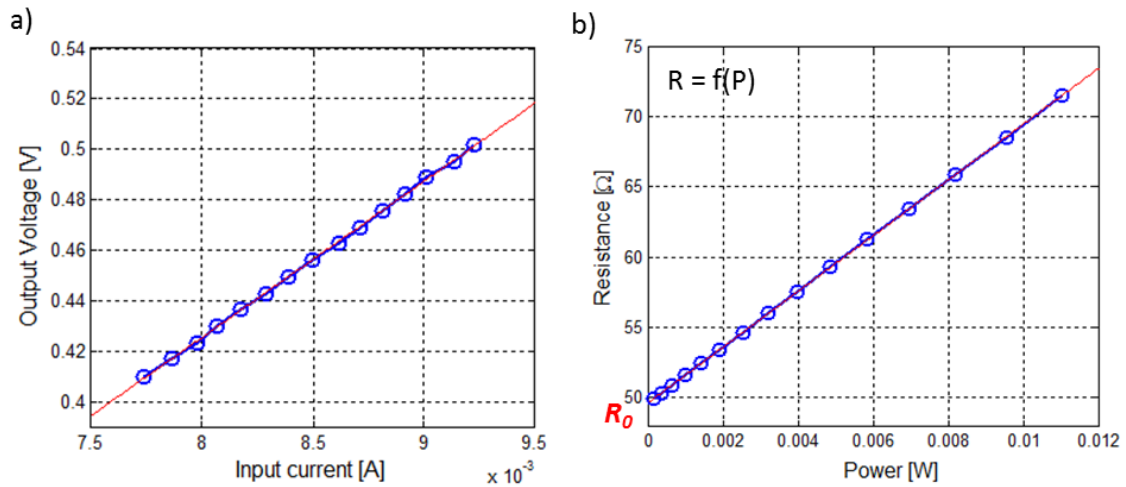 a)
0.54
0.52
0.5
0.48
0.46
0.44
0.42
0.4
Output Voltage [V]
7.5 8 8.5 9 9.5
Input current [A]
x 10⁻³
b)
R = f(P)
75
70
65
60
55
50
Resistance [Ω]
R₀
0 0.002 0.004 0.006 0.008 0.01 0.012
Power [W]